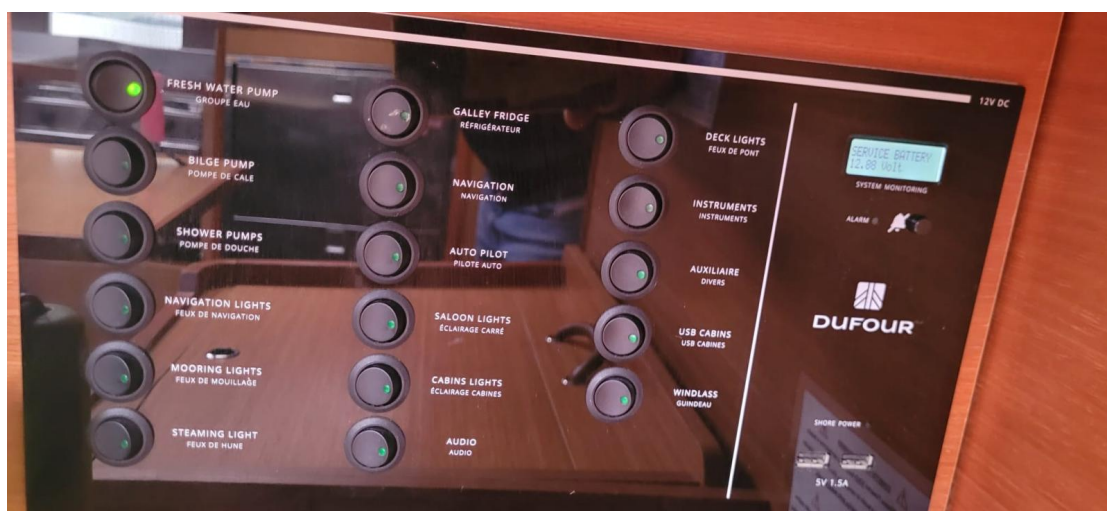 12V DC
FRESH WATER PUMP
GROUPE EAU
BILGE PUMP
POMPE DE CALE
SHOWER PUMPS
POMPE DE DOUCHE
NAVIGATION LIGHTS
FEUX DE NAVIGATION
MOORING LIGHTS
FEUX DE MOUILLAGE
STEAMING LIGHT
FEUX DE HUNE
GALLEY FRIDGE
RÉFRIGÉRATEUR
NAVIGATION
NAVIGATION
AUTO PILOT
PILOTE AUTO
SALOON LIGHTS
ÉCLAIRAGE CARRÉ
CABINS LIGHTS
ÉCLAIRAGE CABINES
AUDIO
AUDIO
DECK LIGHTS
FEUX DE PONT
INSTRUMENTS
INSTRUMENTS
AUXILIAIRE
DIVERS
USB CABINS
USB CABINES
WINDLASS
GUINDEAU
SERVICE BATTERY
12.88 Volt
SYSTEM MONITORING
ALARM
DUFOUR
SHORE POWER
5V 1.5A